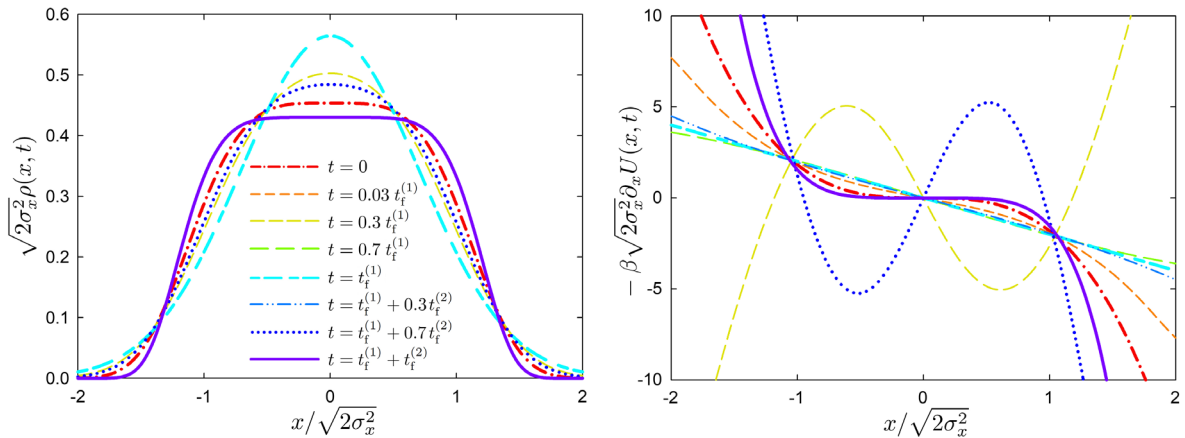 0.6
0.5
0.4
0.3
0.2
0.1
0.0
√2σ_x^2 ρ(x, t)
t = 0
t = 0.03 t_f^(1)
t = 0.3 t_f^(1)
t = 0.7 t_f^(1)
t = t_f^(1)
t = t_f^(1) + 0.3 t_f^(2)
t = t_f^(1) + 0.7 t_f^(2)
t = t_f^(1) + t_f^(2)
-2 -1 0 1 2
x/√2σ_x^2
10
5
0
-5
-10
− β√2σ_x^2 ∂_x U(x, t)
-2 -1 0 1 2
x/√2σ_x^2